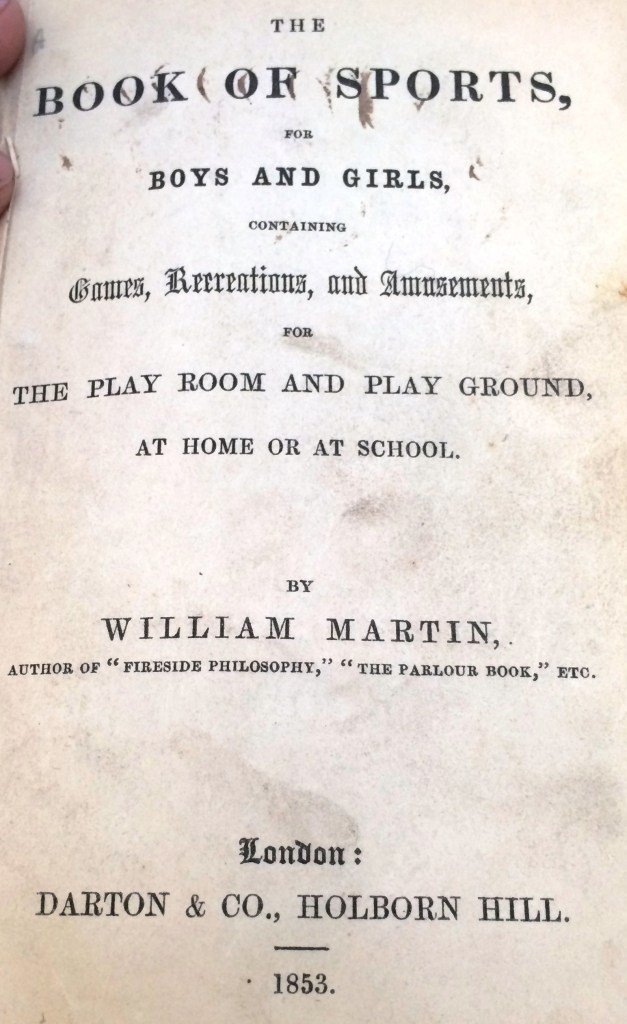 THE
BOOK OF SPORTS,
FOR
BOYS AND GIRLS,
CONTAINING
Games, Recreations, and Amusements,
FOR
THE PLAY ROOM AND PLAY GROUND,
AT HOME OR AT SCHOOL.
BY
WILLIAM MARTIN,
AUTHOR OF “FIRESIDE PHILOSOPHY,” “THE PARLOUR BOOK,” ETC.
London:
DARTON & CO., HOLBORN HILL.
1853.